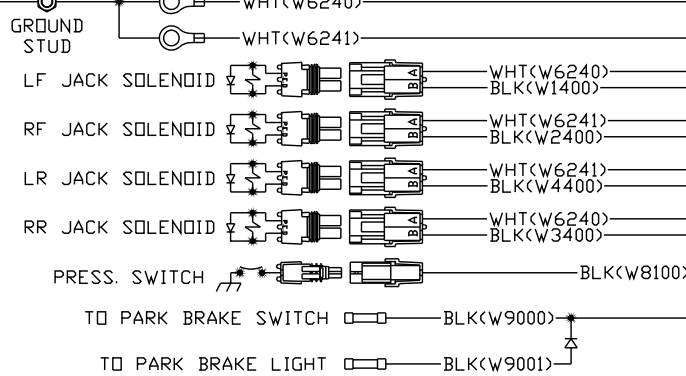 WHT(W6240)
GROUND
STUD
WHT(W6241)
LF JACK SOLENOID
A
B
WHT(W6240)
BLK(W1400)
RF JACK SOLENOID
A
B
WHT(W6241)
BLK(W2400)
LR JACK SOLENOID
A
B
WHT(W6241)
BLK(W4400)
RR JACK SOLENOID
A
B
WHT(W6240)
BLK(W3400)
PRESS. SWITCH
BLK(W8100)
TO PARK BRAKE SWITCH
BLK(W9000)
TO PARK BRAKE LIGHT
BLK(W9001)